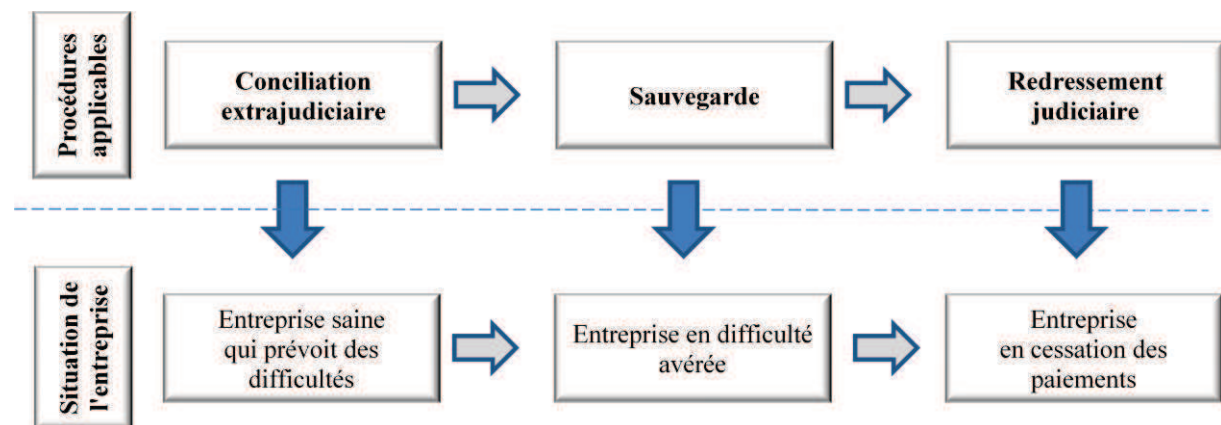 Procédures
applicables
Conciliation
extrajudiciaire
Sauvegarde
Redressement
judiciaire
Situation de
l'entreprise
Entreprise saine
qui prévoit des
difficultés
Entreprise en difficulté
avérée
Entreprise
en cessation des
paiements